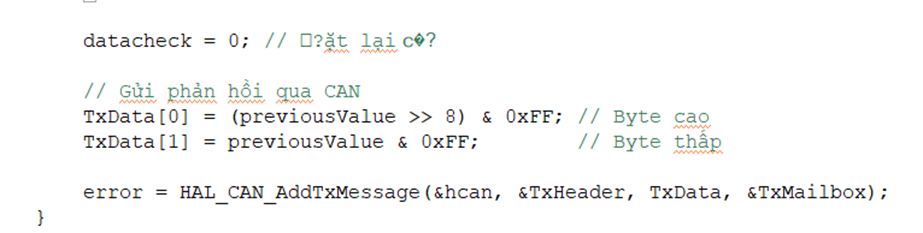 datacheck = 0; // �?ặt lại c�?
// Gửi phản hồi qua CAN
TxData[0] = (previousValue >> 8) & 0xFF; // Byte cao
TxData[1] = previousValue & 0xFF; // Byte thấp
error = HAL_CAN_AddTxMessage(&hcan, &TxHeader, TxData, &TxMailbox);
}